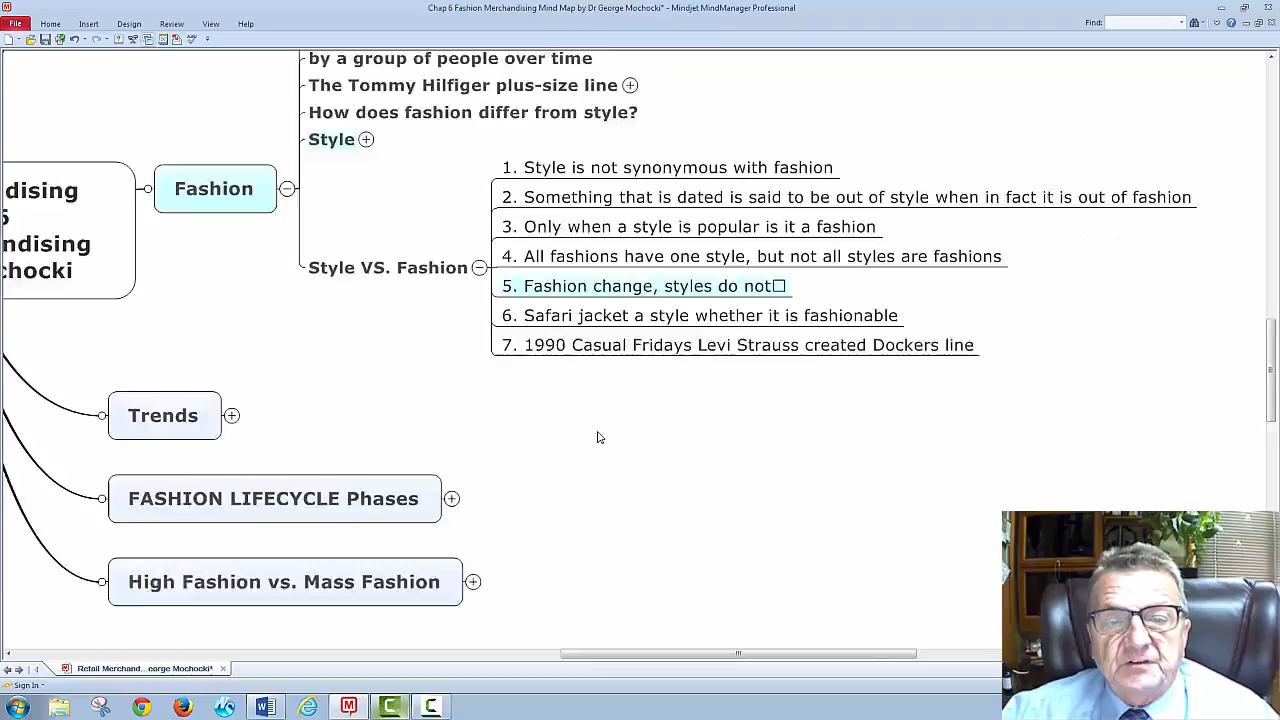 Chap 6 Fashion Merchandising Mind Map by Dr George Mochocki* - Mindjet MindManager Professional
File Home Insert Design Review View Help Find:
by a group of people over time
The Tommy Hilfiger plus-size line
How does fashion differ from style?
Style
dising
6
ndising
chocki
Fashion
Style VS. Fashion
1. Style is not synonymous with fashion
2. Something that is dated is said to be out of style when in fact it is out of fashion
3. Only when a style is popular is it a fashion
4. All fashions have one style, but not all styles are fashions
5. Fashion change, styles do not□
6. Safari jacket a style whether it is fashionable
7. 1990 Casual Fridays Levi Strauss created Dockers line
Trends
FASHION LIFECYCLE Phases
High Fashion vs. Mass Fashion
Retail Merchand...eorge Mochocki*
Sign In